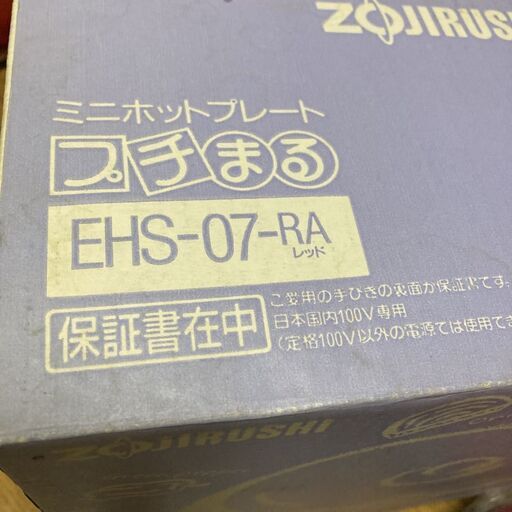 ZOJIRUSHI
ミニホットプレート
プチまる
EHS-07-RA
レッド
保証書在中
ご愛用の手びきの裏面が保証書です。
日本国内100V専用
(定格100V以外の電源では使用でき
ZOJIRUSHI